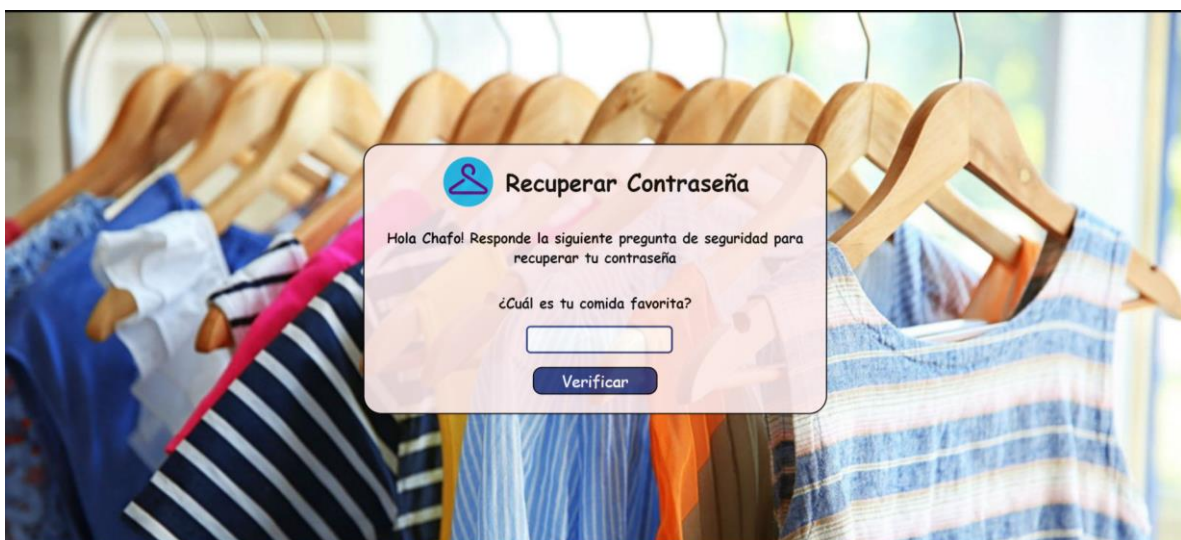 Recuperar Contraseña
Hola Chafo! Responde la siguiente pregunta de seguridad para
recuperar tu contraseña
¿Cuál es tu comida favorita?
Verificar